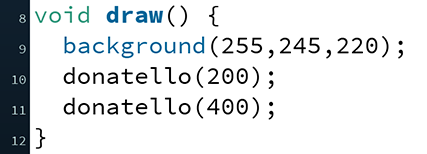 8 void draw() {
9 background(255,245,220);
10 donatello(200);
11 donatello(400);
12 }